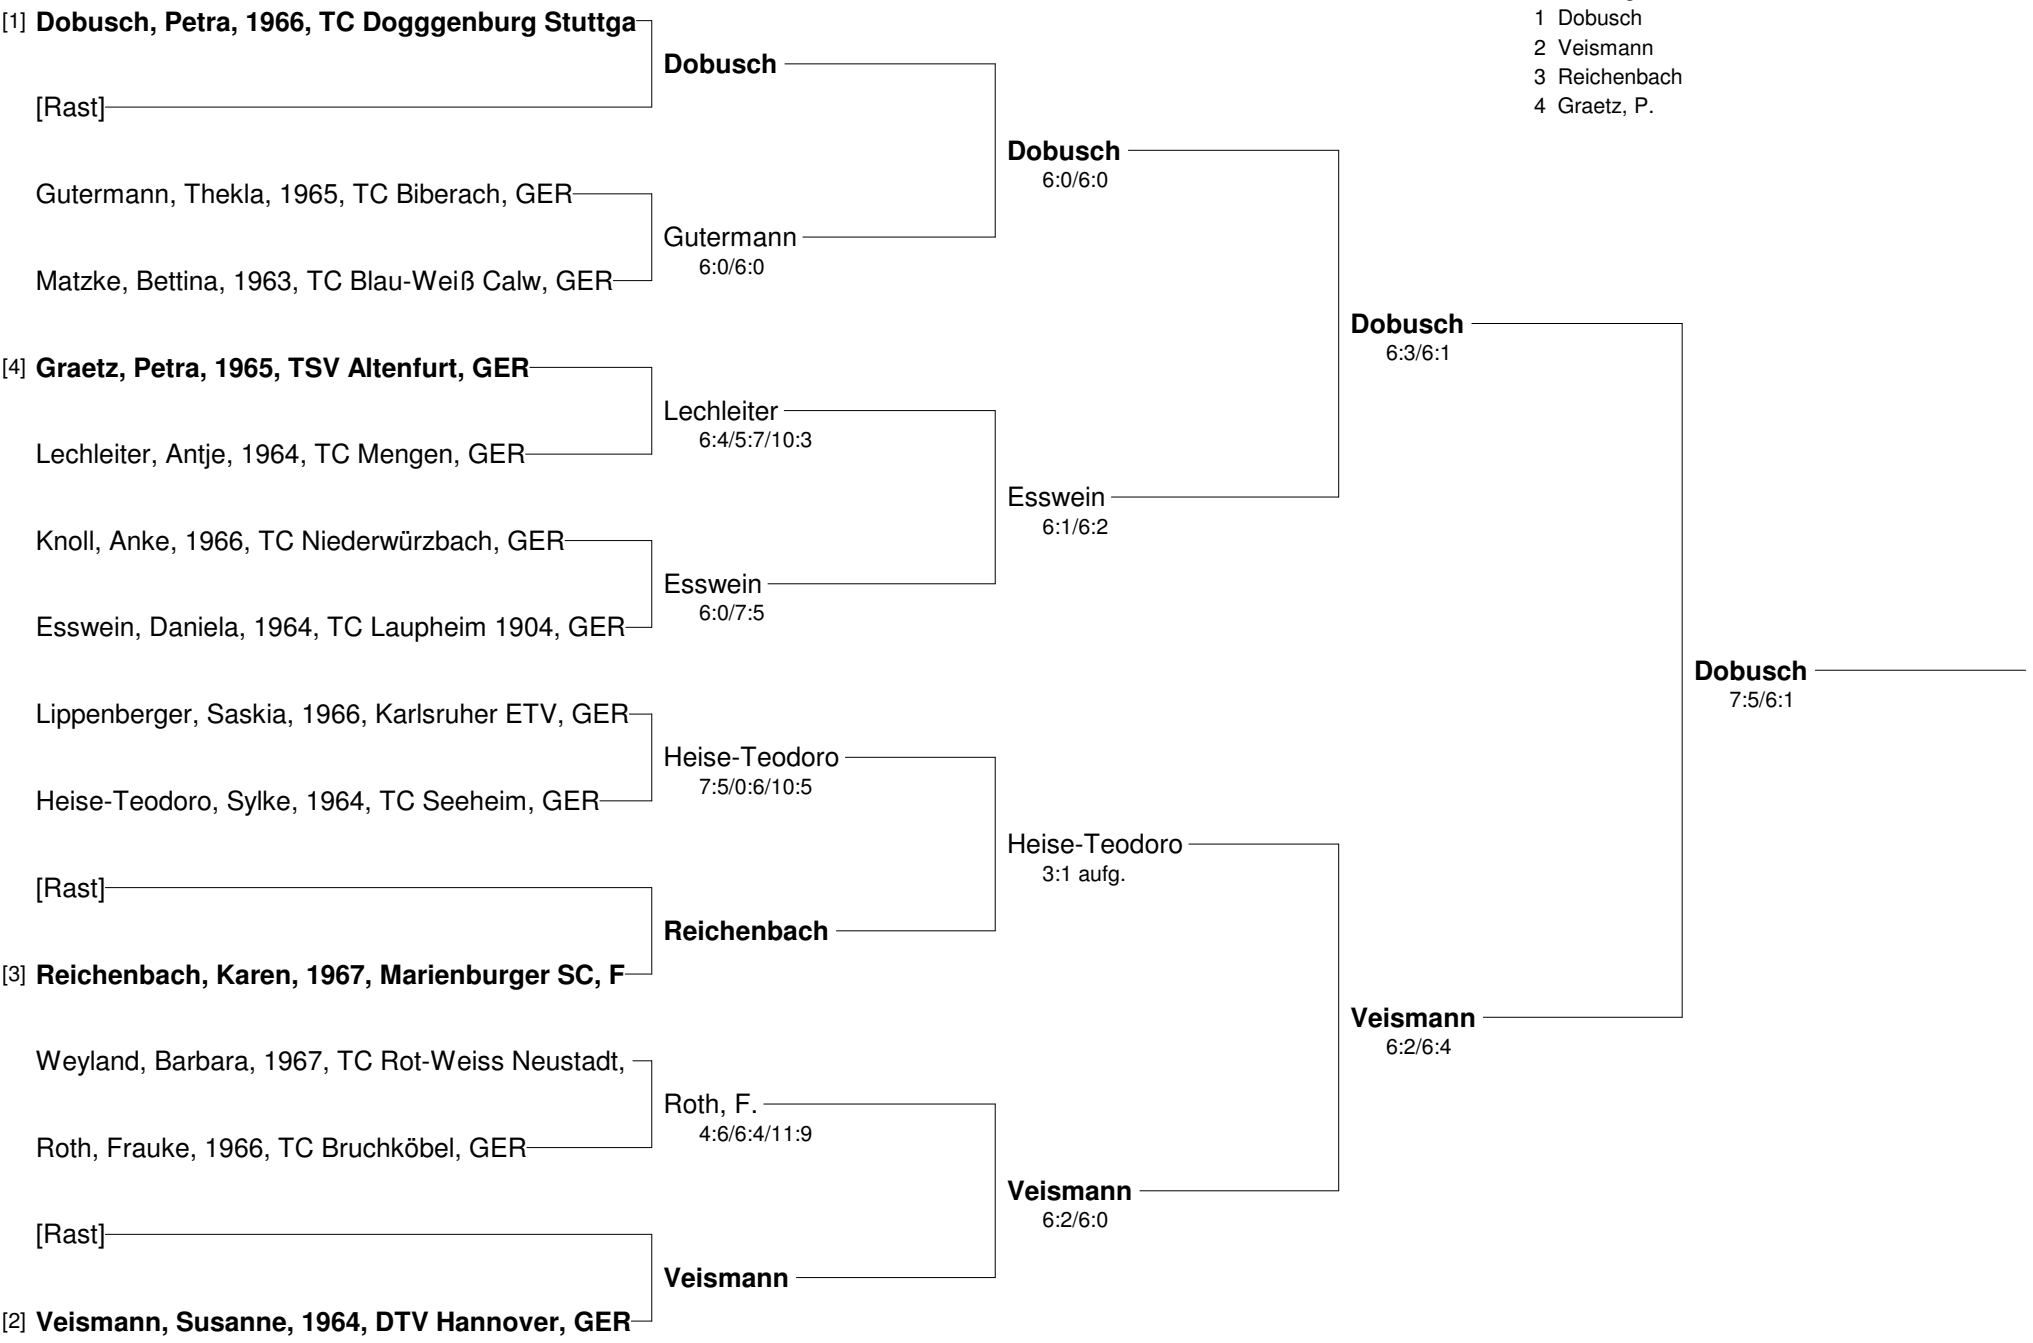 [1] Dobusch, Petra, 1966, TC Dogggenburg Stuttga
[Rast]
Gutermann, Thekla, 1965, TC Biberach, GER
Matzke, Bettina, 1963, TC Blau-Weiß Calw, GER
[4] Graetz, Petra, 1965, TSV Altenfurt, GER
Lechleiter, Antje, 1964, TC Mengen, GER
Knoll, Anke, 1966, TC Niederwürzbach, GER
Esswein, Daniela, 1964, TC Laupheim 1904, GER
Lippenberger, Saskia, 1966, Karlsruher ETV, GER
Heise-Teodoro, Sylke, 1964, TC Seeheim, GER
[Rast]
[3] Reichenbach, Karen, 1967, Marienburger SC, F
Weyland, Barbara, 1967, TC Rot-Weiss Neustadt,
Roth, Frauke, 1966, TC Bruchköbel, GER
[Rast]
[2] Veismann, Susanne, 1964, DTV Hannover, GER
Dobusch
Gutermann
6:0/6:0
Lechleiter
6:4/5:7/10:3
Esswein
6:0/7:5
Heise-Teodoro
7:5/0:6/10:5
Reichenbach
Roth, F.
4:6/6:4/11:9
Veismann
Dobusch
6:0/6:0
Esswein
6:1/6:2
Heise-Teodoro
3:1 aufg.
Veismann
6:2/6:0
Dobusch
6:3/6:1
Veismann
6:2/6:4
Dobusch
7:5/6:1
1 Dobusch
2 Veismann
3 Reichenbach
4 Graetz, P.